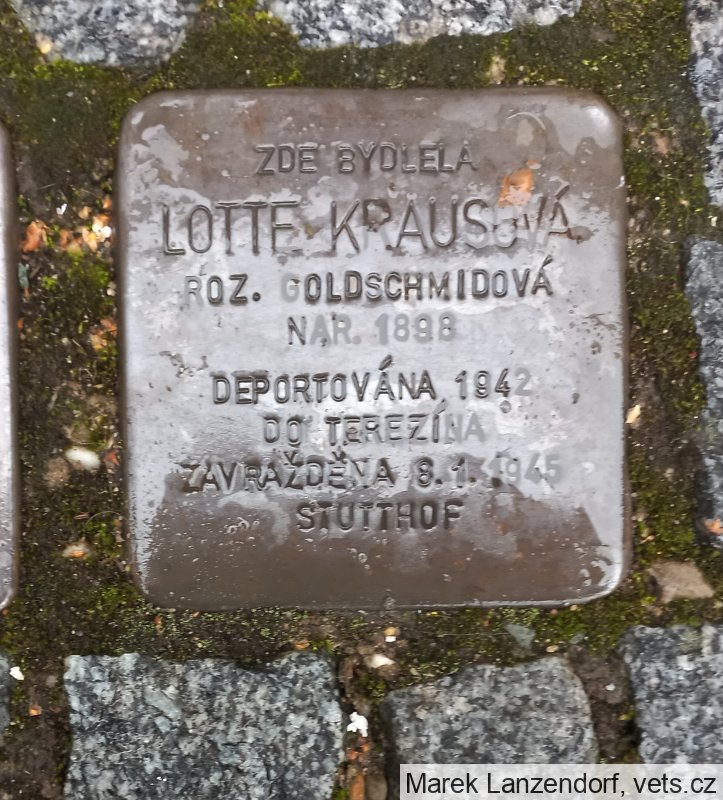 ZDE BYDLELA
LOTTE KRAUSOVÁ
ROZ. GOLDSCHMIDOVÁ
NAR. 1898
DEPORTOVÁNA 1942
DO TEREZÍNA
ZAVRAŽDĚNA 8.1.1945
STUTTHOF
Marek Lanzendorf, vets.cz